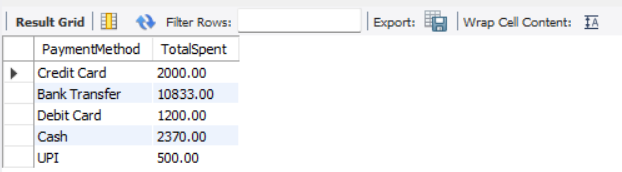 Result Grid Filter Rows: Export: Wrap Cell Content: IA
PaymentMethod TotalSpent
Credit Card 2000.00
Bank Transfer 10833.00
Debit Card 1200.00
Cash 2370.00
UPI 500.00